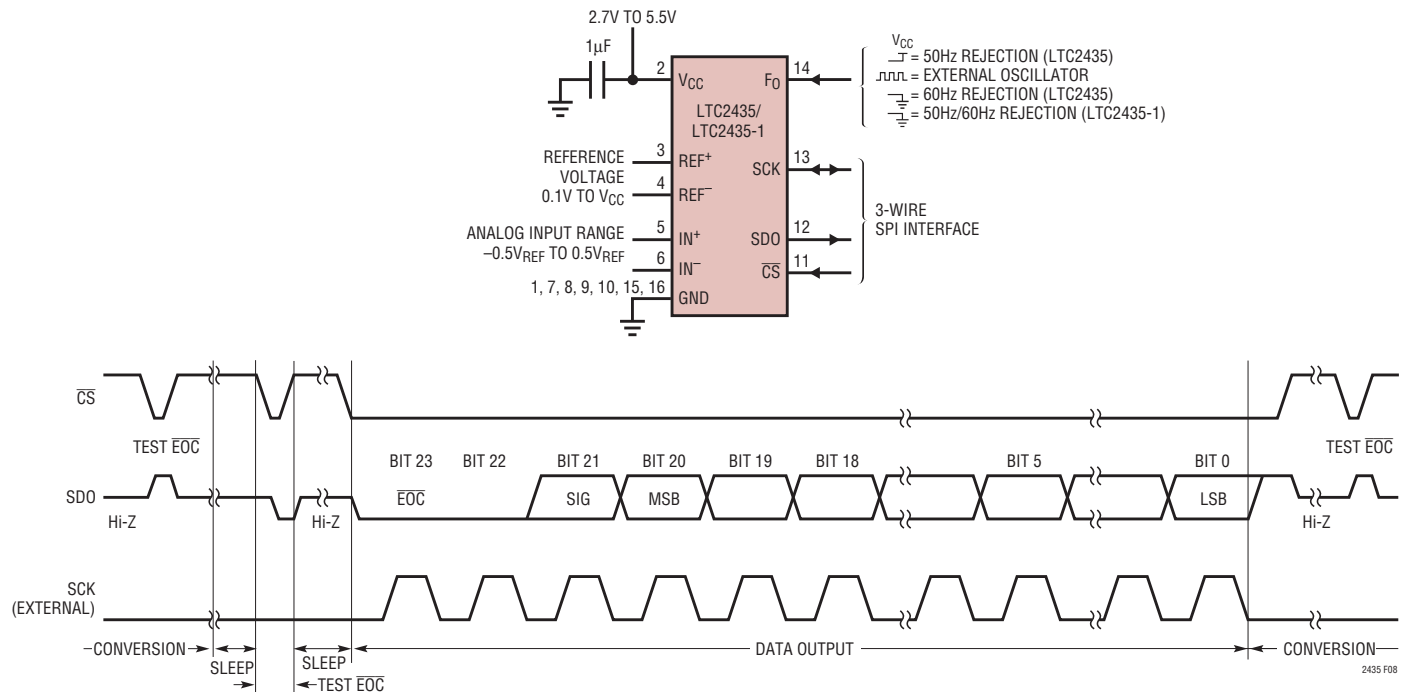 2.7V TO 5.5V
1µF
2
VCC
FO
14
LTC2435/
LTC2435-1
VCC
= 50Hz REJECTION (LTC2435)
= EXTERNAL OSCILLATOR
= 60Hz REJECTION (LTC2435)
= 50Hz/60Hz REJECTION (LTC2435-1)
REFERENCE
VOLTAGE
0.1V TO VCC
3
REF+
4
REF−
SCK
13
ANALOG INPUT RANGE
−0.5VREF TO 0.5VREF
5
IN+
6
IN−
SDO
12
CS
11
3-WIRE
SPI INTERFACE
1, 7, 8, 9, 10, 15, 16
GND
CS
TEST EOC
TEST EOC
BIT 23
BIT 22
BIT 21
BIT 20
BIT 19
BIT 18
BIT 5
BIT 0
SDO
EOC
SIG
MSB
LSB
Hi-Z
Hi-Z
Hi-Z
SCK
(EXTERNAL)
CONVERSION
SLEEP
SLEEP
TEST EOC
DATA OUTPUT
CONVERSION
2435 F08